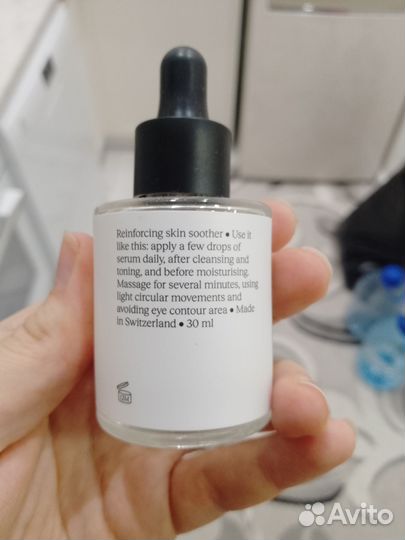 Reinforcing skin soother • Use it
like this: apply a few drops of
serum daily, after cleansing and
toning, and before moisturising.
Massage for several minutes, using
light circular movements and
avoiding eye contour area • Made
in Switzerland • 30 ml
Avito